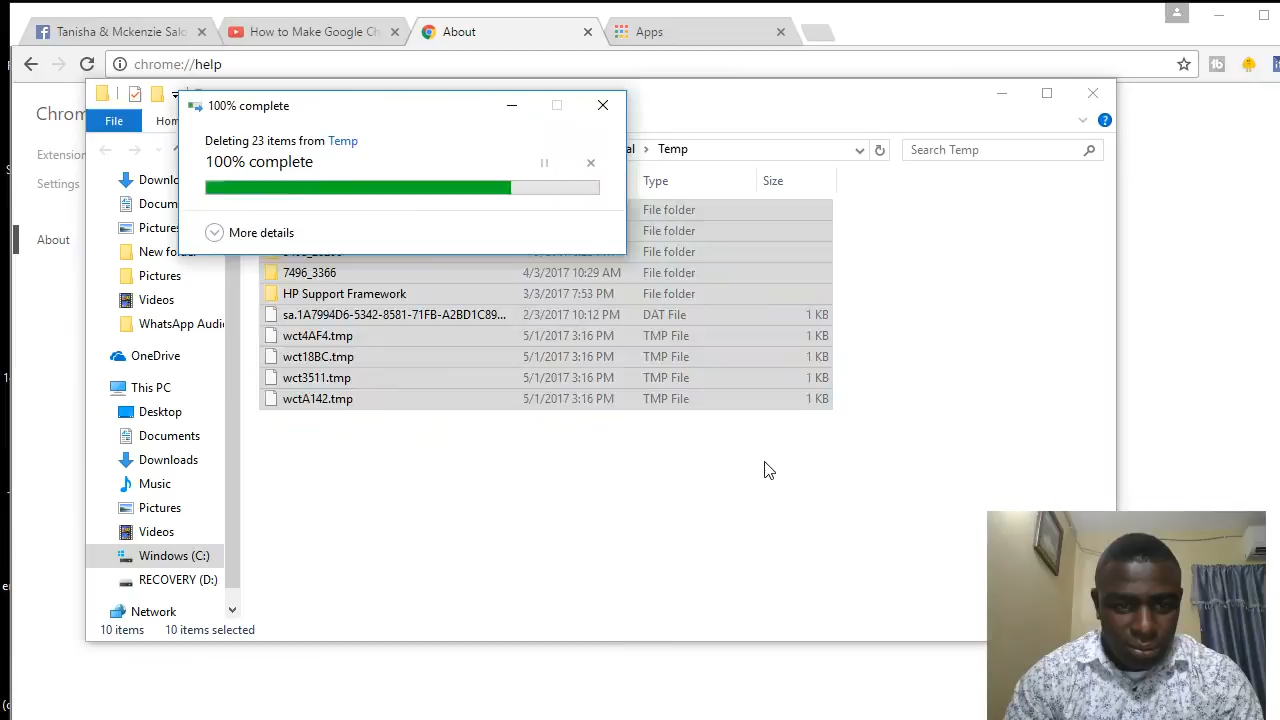 Tanisha & Mckenzie Salo
How to Make Google Ch
About
Apps
chrome://help
Chrom
Extension
Settings
About
File
Hom
100% complete
Deleting 23 items from Temp
100% complete
More details
al > Temp
Search Temp
Type
Size
File folder
File folder
File folder
7496_3366 4/3/2017 10:29 AM File folder
HP Support Framework 3/3/2017 7:53 PM File folder
sa.1A7994D6-5342-8581-71FB-A2BD1C89... 2/3/2017 10:12 PM DAT File 1 KB
wct4AF4.tmp 5/1/2017 3:16 PM TMP File 1 KB
wct18BC.tmp 5/1/2017 3:16 PM TMP File 1 KB
wct3511.tmp 5/1/2017 3:16 PM TMP File 1 KB
wctA142.tmp 5/1/2017 3:16 PM TMP File 1 KB
Downlo
Docum
Pictures
New fold
Pictures
Videos
WhatsApp Audi
OneDrive
This PC
Desktop
Documents
Downloads
Music
Pictures
Videos
Windows (C:)
RECOVERY (D:)
Network
10 items 10 items selected